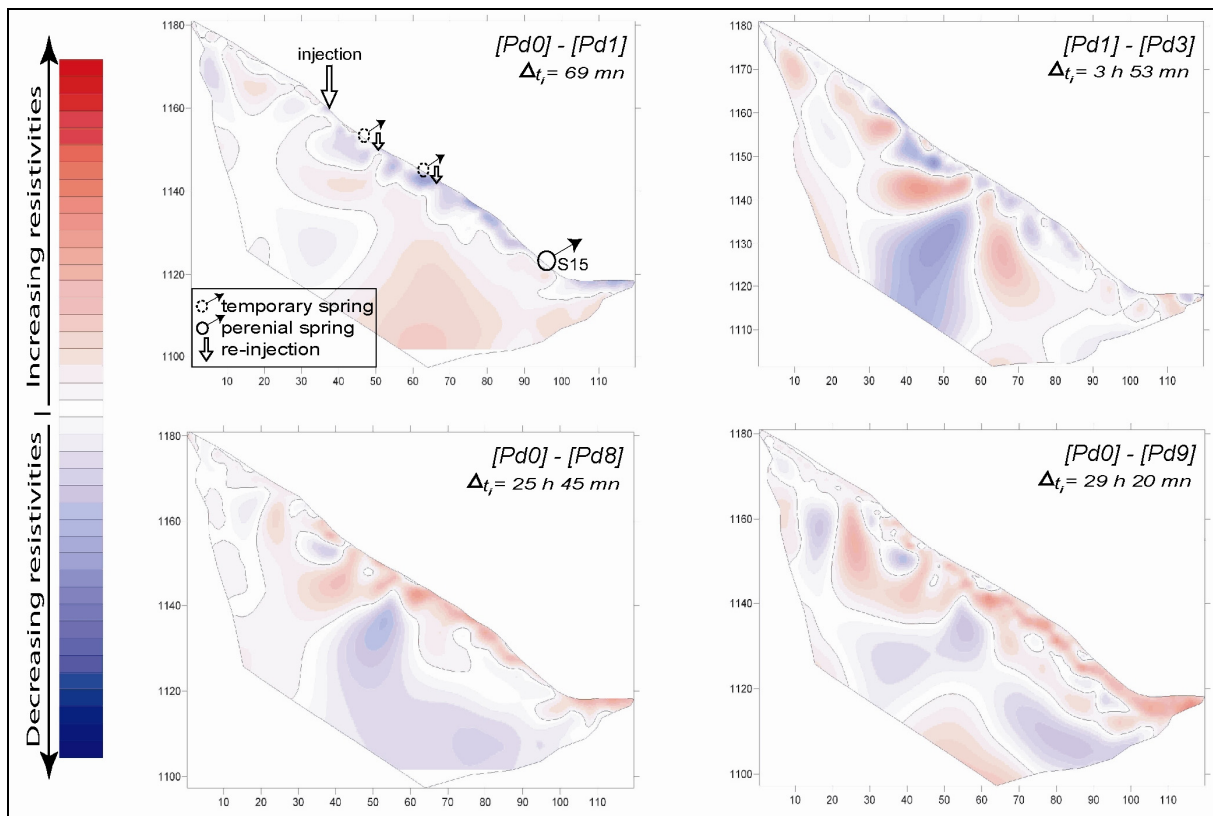 Increasing resistivities
Decreasing resistivities
[Pd0] - [Pd1]
Δti= 69 mn
injection
S15
temporary spring
perenial spring
re-injection
1180
1160
1140
1120
1100
10 20 30 40 50 60 70 80 90 100 110
[Pd1] - [Pd3]
Δti= 3 h 53 mn
1180
1170
1160
1150
1140
1130
1120
1110
10 20 30 40 50 60 70 80 90 100 110
[Pd0] - [Pd8]
Δti= 25 h 45 mn
1180
1160
1140
1120
1100
10 20 30 40 50 60 70 80 90 100 110
[Pd0] - [Pd9]
Δti= 29 h 20 mn
1180
1160
1140
1120
1100
10 20 30 40 50 60 70 80 90 100 110